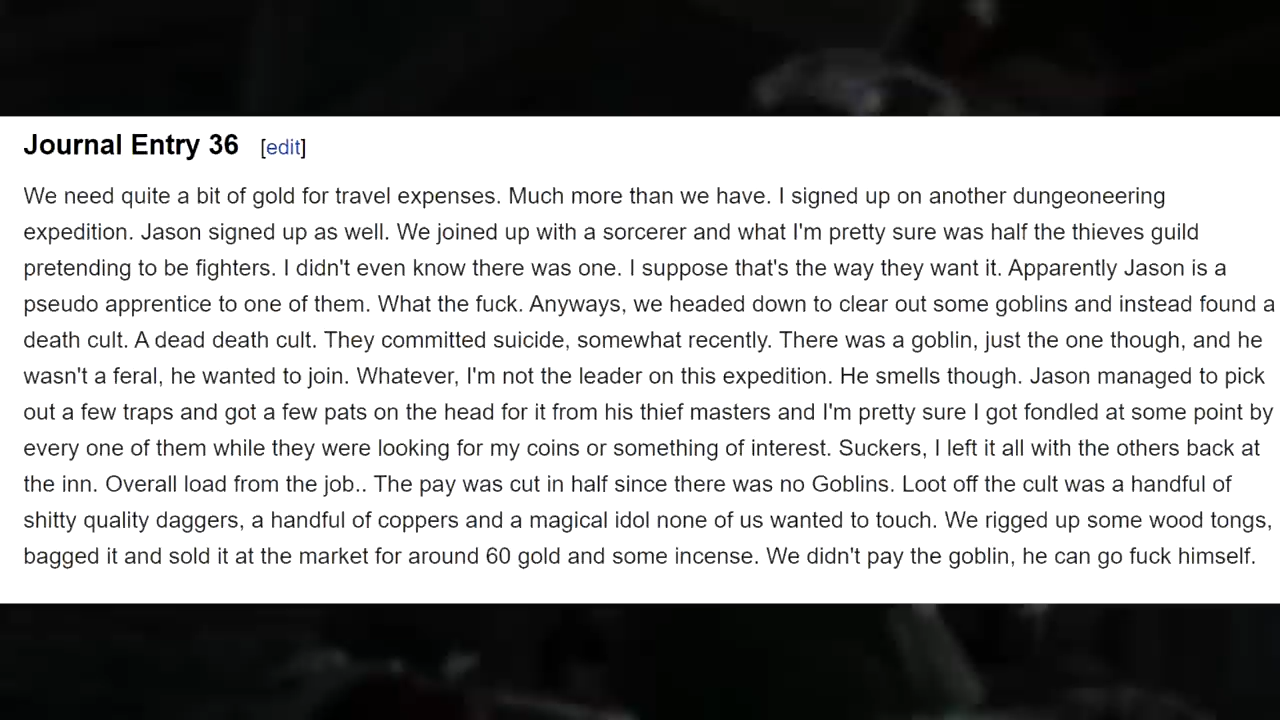 Journal Entry 36 [edit]
We need quite a bit of gold for travel expenses. Much more than we have. I signed up on another dungeoneering
expedition. Jason signed up as well. We joined up with a sorcerer and what I'm pretty sure was half the thieves guild
pretending to be fighters. I didn't even know there was one. I suppose that's the way they want it. Apparently Jason is a
pseudo apprentice to one of them. What the fuck. Anyways, we headed down to clear out some goblins and instead found a
death cult. A dead death cult. They committed suicide, somewhat recently. There was a goblin, just the one though, and he
wasn't a feral, he wanted to join. Whatever, I'm not the leader on this expedition. He smells though. Jason managed to pick
out a few traps and got a few pats on the head for it from his thief masters and I'm pretty sure I got fondled at some point by
every one of them while they were looking for my coins or something of interest. Suckers, I left it all with the others back at
the inn. Overall load from the job.. The pay was cut in half since there was no Goblins. Loot off the cult was a handful of
shitty quality daggers, a handful of coppers and a magical idol none of us wanted to touch. We rigged up some wood tongs,
bagged it and sold it at the market for around 60 gold and some incense. We didn't pay the goblin, he can go fuck himself.